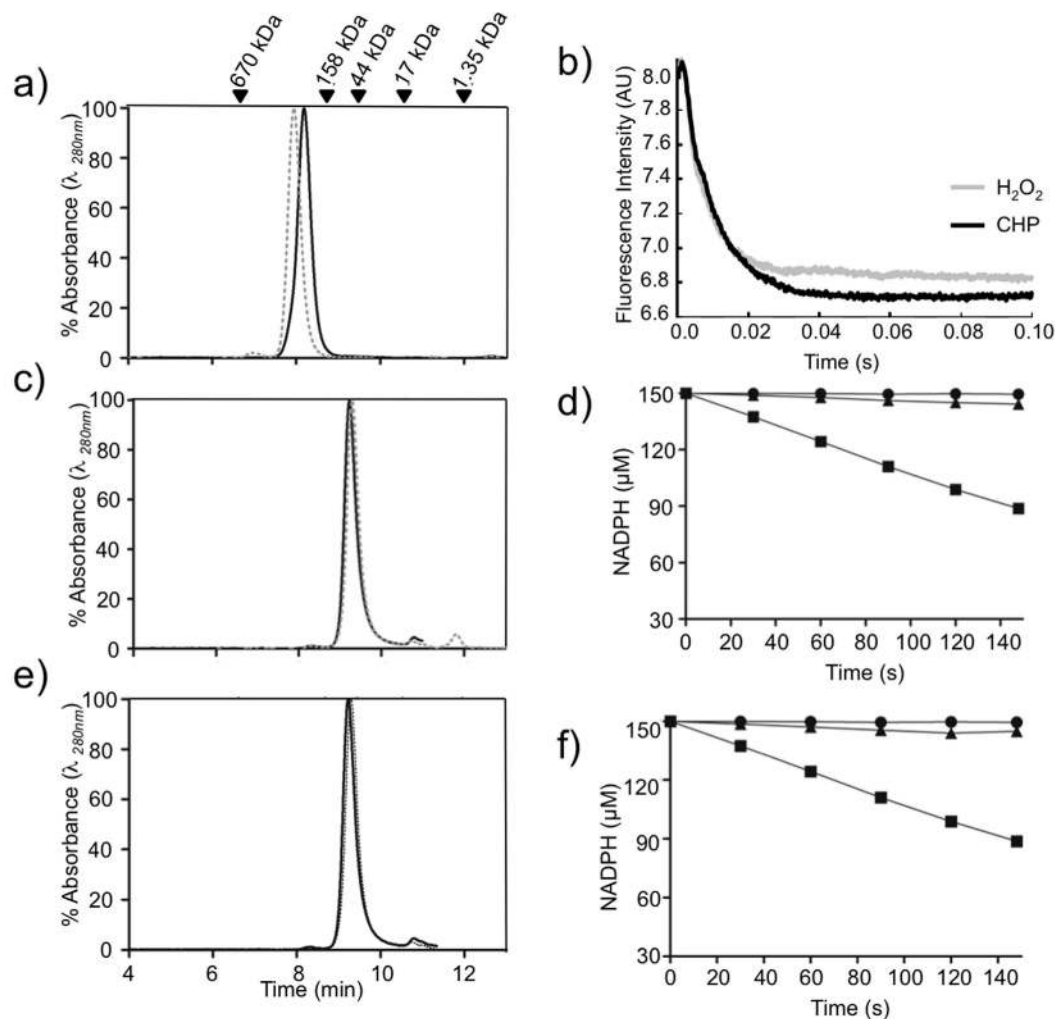 a)
670 kDa
158 kDa
44 kDa
17 kDa
1.35 kDa
% Absorbance (λ 280nm)
100
80
60
40
20
0
4
6
8
10
12
b)
Fluorescence Intensity (AU)
8.0
7.8
7.4
7.2
7.0
6.8
6.6
0.0
0.02
0.04
0.06
0.08
0.10
Time (s)
H₂O₂
CHP
c)
% Absorbance (λ 280nm)
100
80
60
40
20
0
d)
NADPH (µM)
150
120
90
60
30
0
20
40
60
80
100
120
140
Time (s)
e)
% Absorbance (λ 280nm)
100
80
60
40
20
0
4
6
8
10
12
Time (min)
f)
NADPH (µM)
150
120
90
60
30
0
20
40
60
80
100
120
140
Time (s)